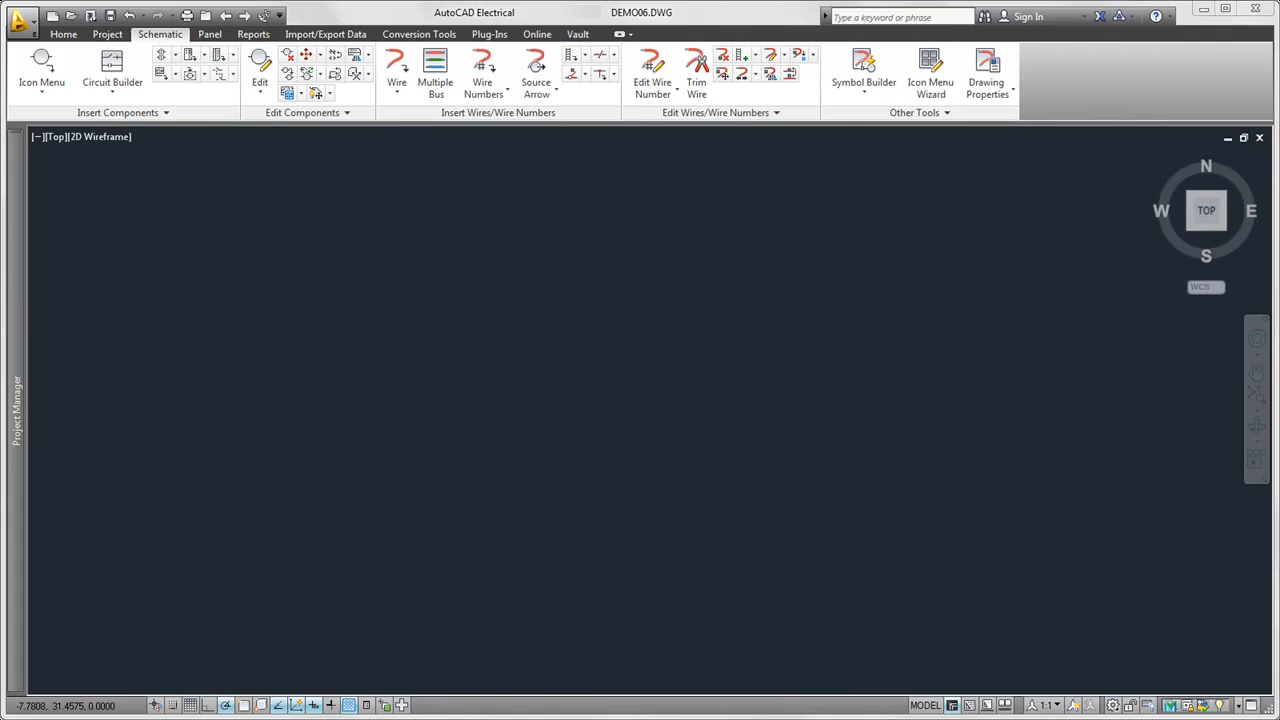 AutoCAD Electrical DEMO06.DWG
Type a keyword or phrase
Sign In
Home Project Schematic Panel Reports Import/Export Data Conversion Tools Plug-Ins Online Vault
Icon Menu
Circuit Builder
Edit
Wire
Multiple Bus
Wire Numbers
Source Arrow
Edit Wire Number
Trim Wire
Symbol Builder
Icon Menu Wizard
Drawing Properties
Insert Components
Edit Components
Insert Wires/Wire Numbers
Edit Wires/Wire Numbers
Other Tools
[−][Top][2D Wireframe]
N
W
TOP
E
S
WCS
Project Manager
-7.7808, 31.4575, 0.0000
MODEL
1:1